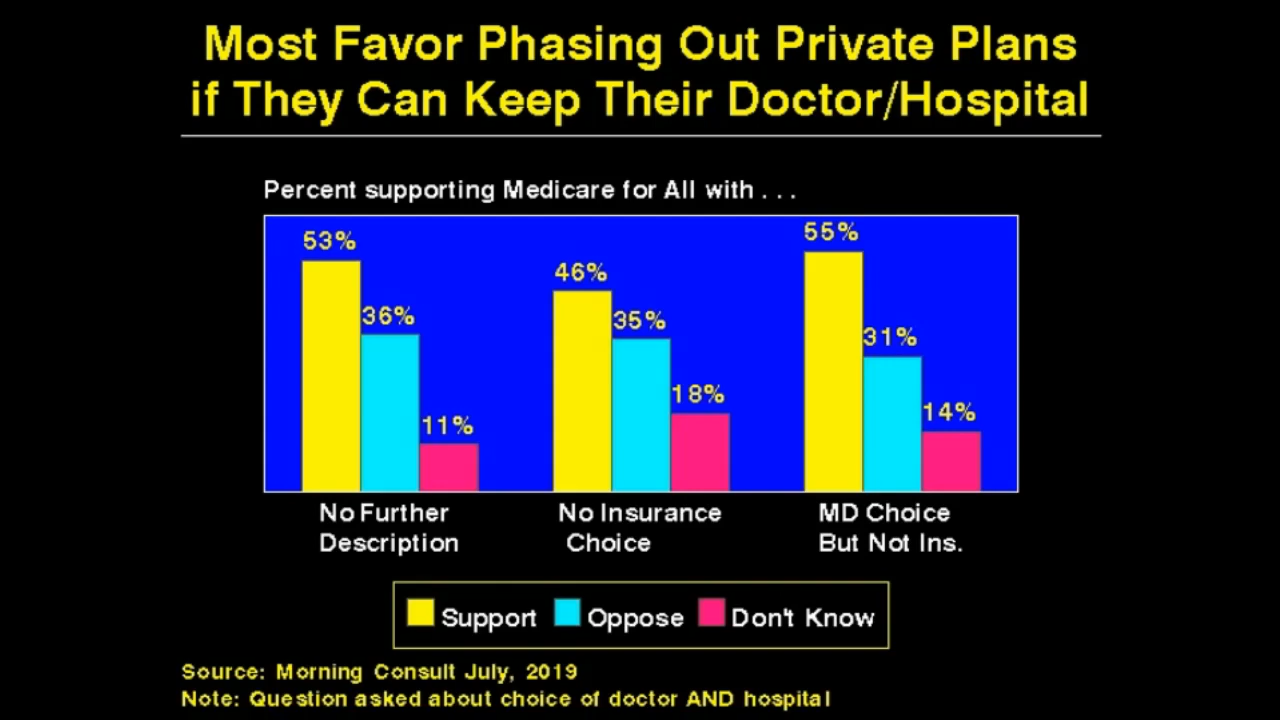 Most Favor Phasing Out Private Plans
if They Can Keep Their Doctor/Hospital
Percent supporting Medicare for All with . . .
53%
36%
11%
46%
35%
18%
55%
31%
14%
No Further
Description
No Insurance
Choice
MD Choice
But Not Ins.
Support Oppose Don't Know
Source: Morning Consult July, 2019
Note: Question asked about choice of doctor AND hospital